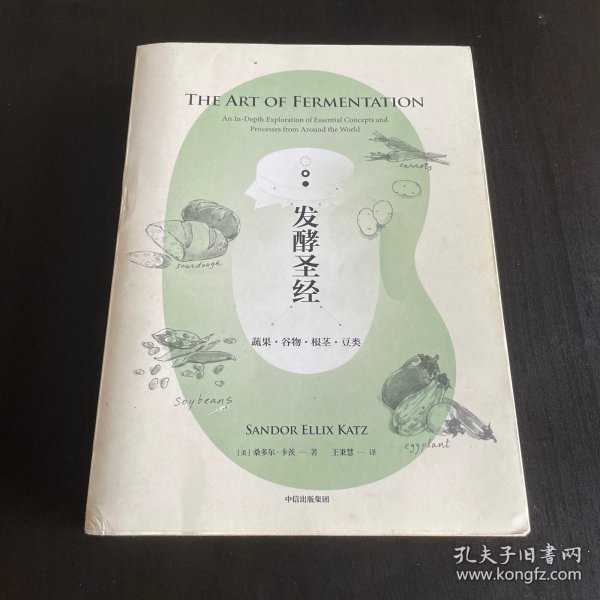 THE ART OF FERMENTATION
An In-Depth Exploration of Essential Concepts and
Processes from Around the World
carrots
发酵圣经
sourdough
蔬果·谷物·根茎·豆类
soybeans
SANDOR ELLIX KATZ
eggplant
[美] 桑多尔·卡茨 — 著 王秉慧 — 译
中信出版集团
孔夫子旧书网
www.kongfz.com